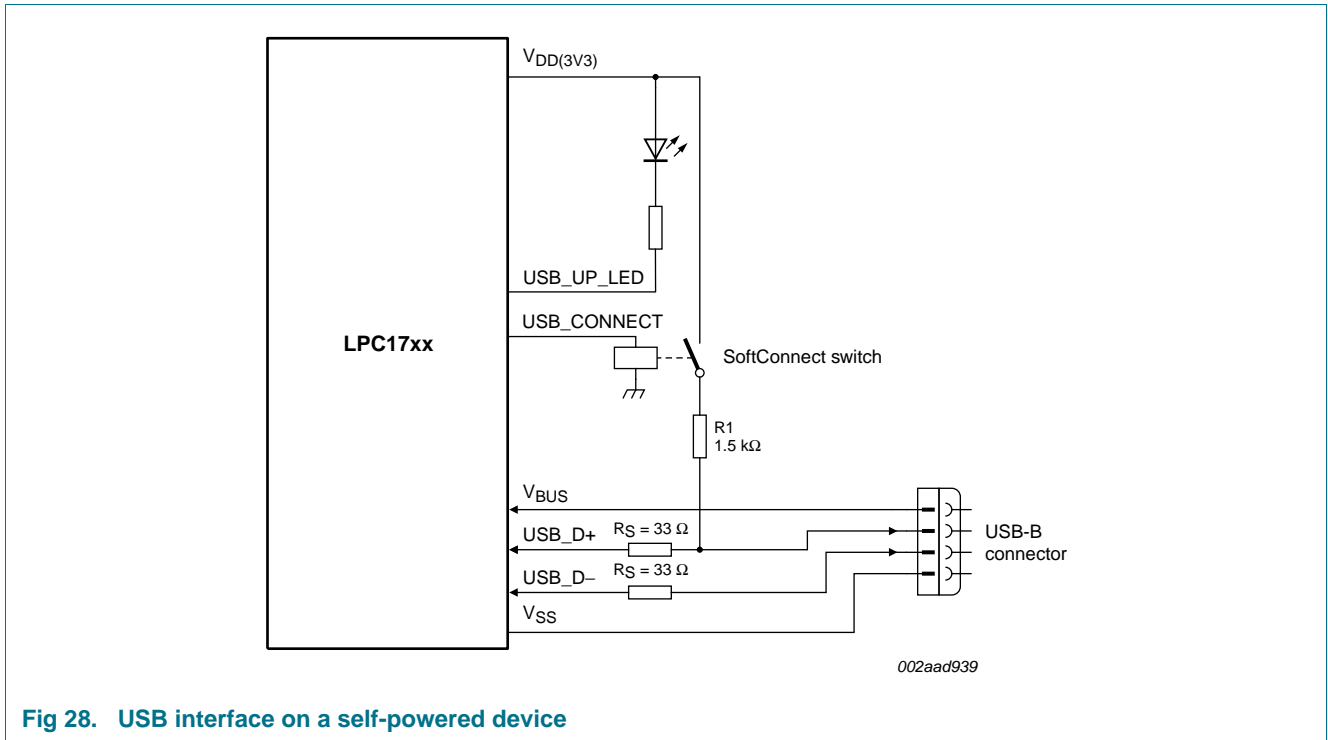 VDD(3V3)
USB_UP_LED
USB_CONNECT
LPC17xx
SoftConnect switch
R1
1.5 kΩ
VBUS
USB_D+
RS = 33 Ω
USB-B
connector
USB_D−
RS = 33 Ω
VSS
002aad939
Fig 28. USB interface on a self-powered device